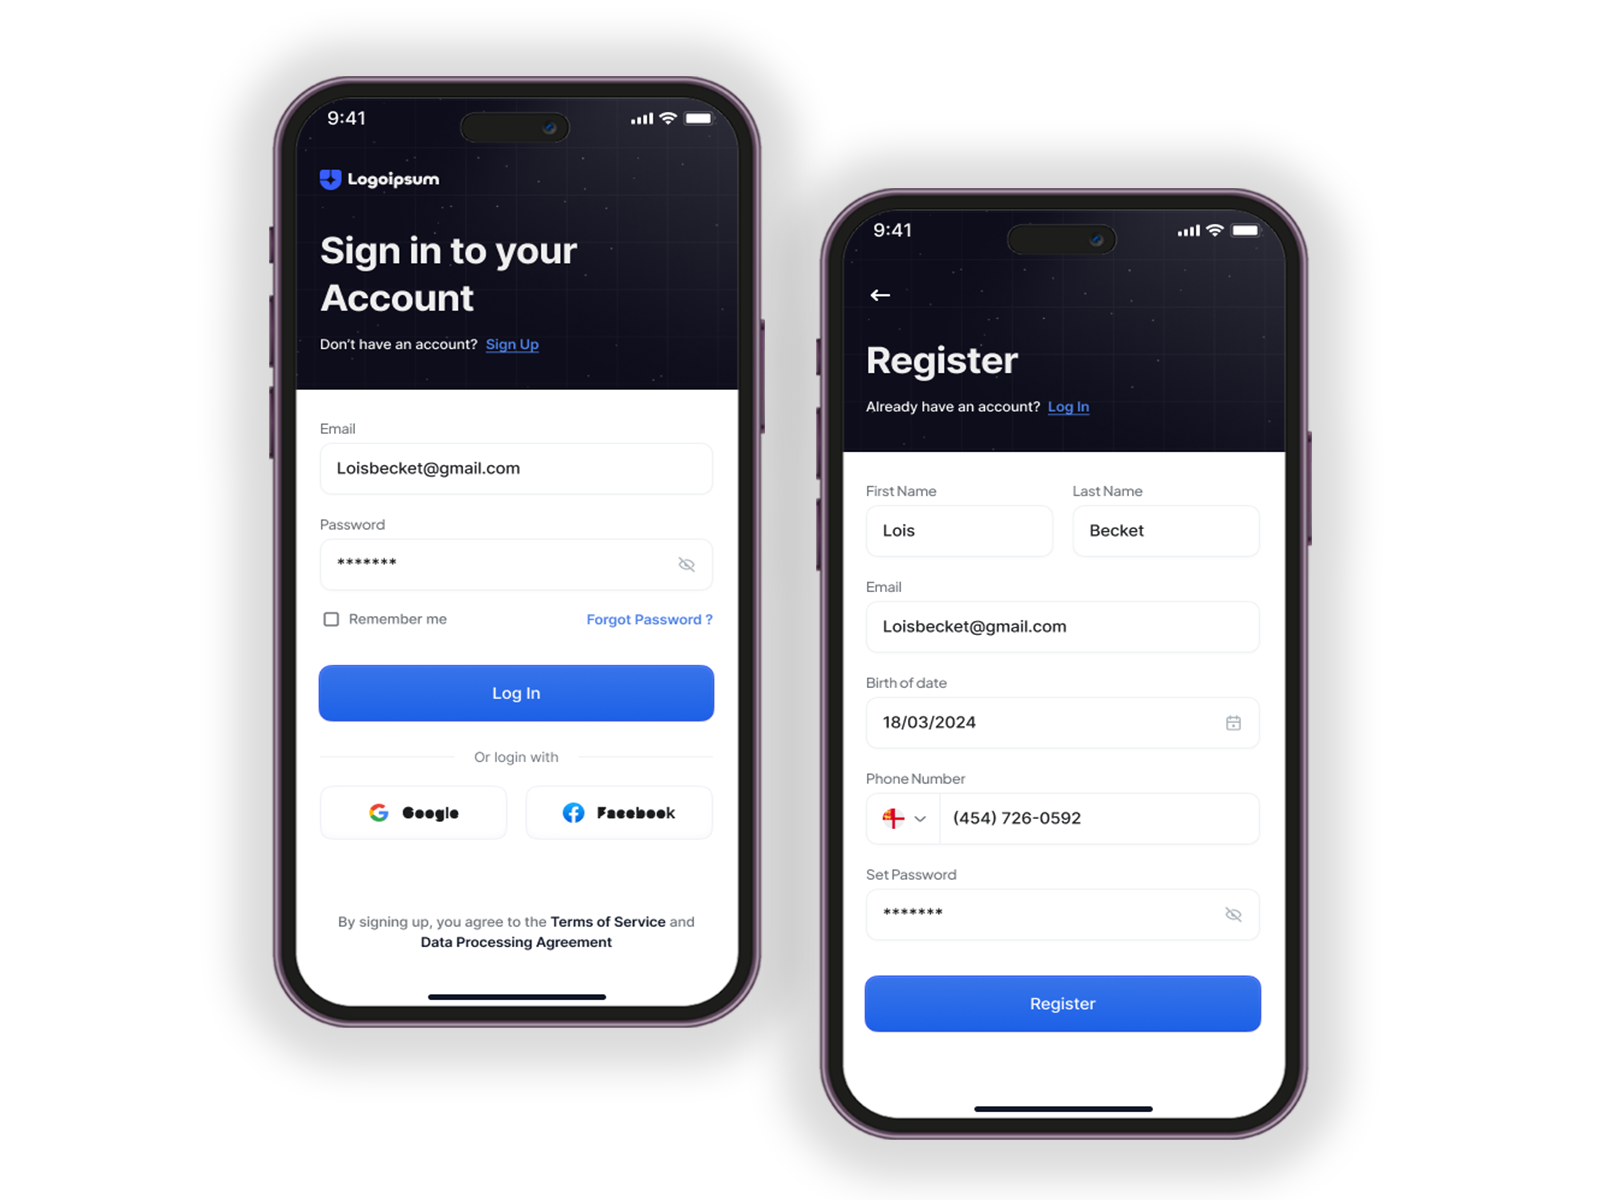 9:41
Logoipsum
Sign in to your
Account
Don't have an account? Sign Up
Email
Loisbecket@gmail.com
Password
*******
Remember me Forgot Password ?
Log In
Or login with
Google Facebook
By signing up, you agree to the Terms of Service and
Data Processing Agreement
9:41
Register
Already have an account? Log In
First Name Last Name
Lois Becket
Email
Loisbecket@gmail.com
Birth of date
18/03/2024
Phone Number
(454) 726-0592
Set Password
*******
Register